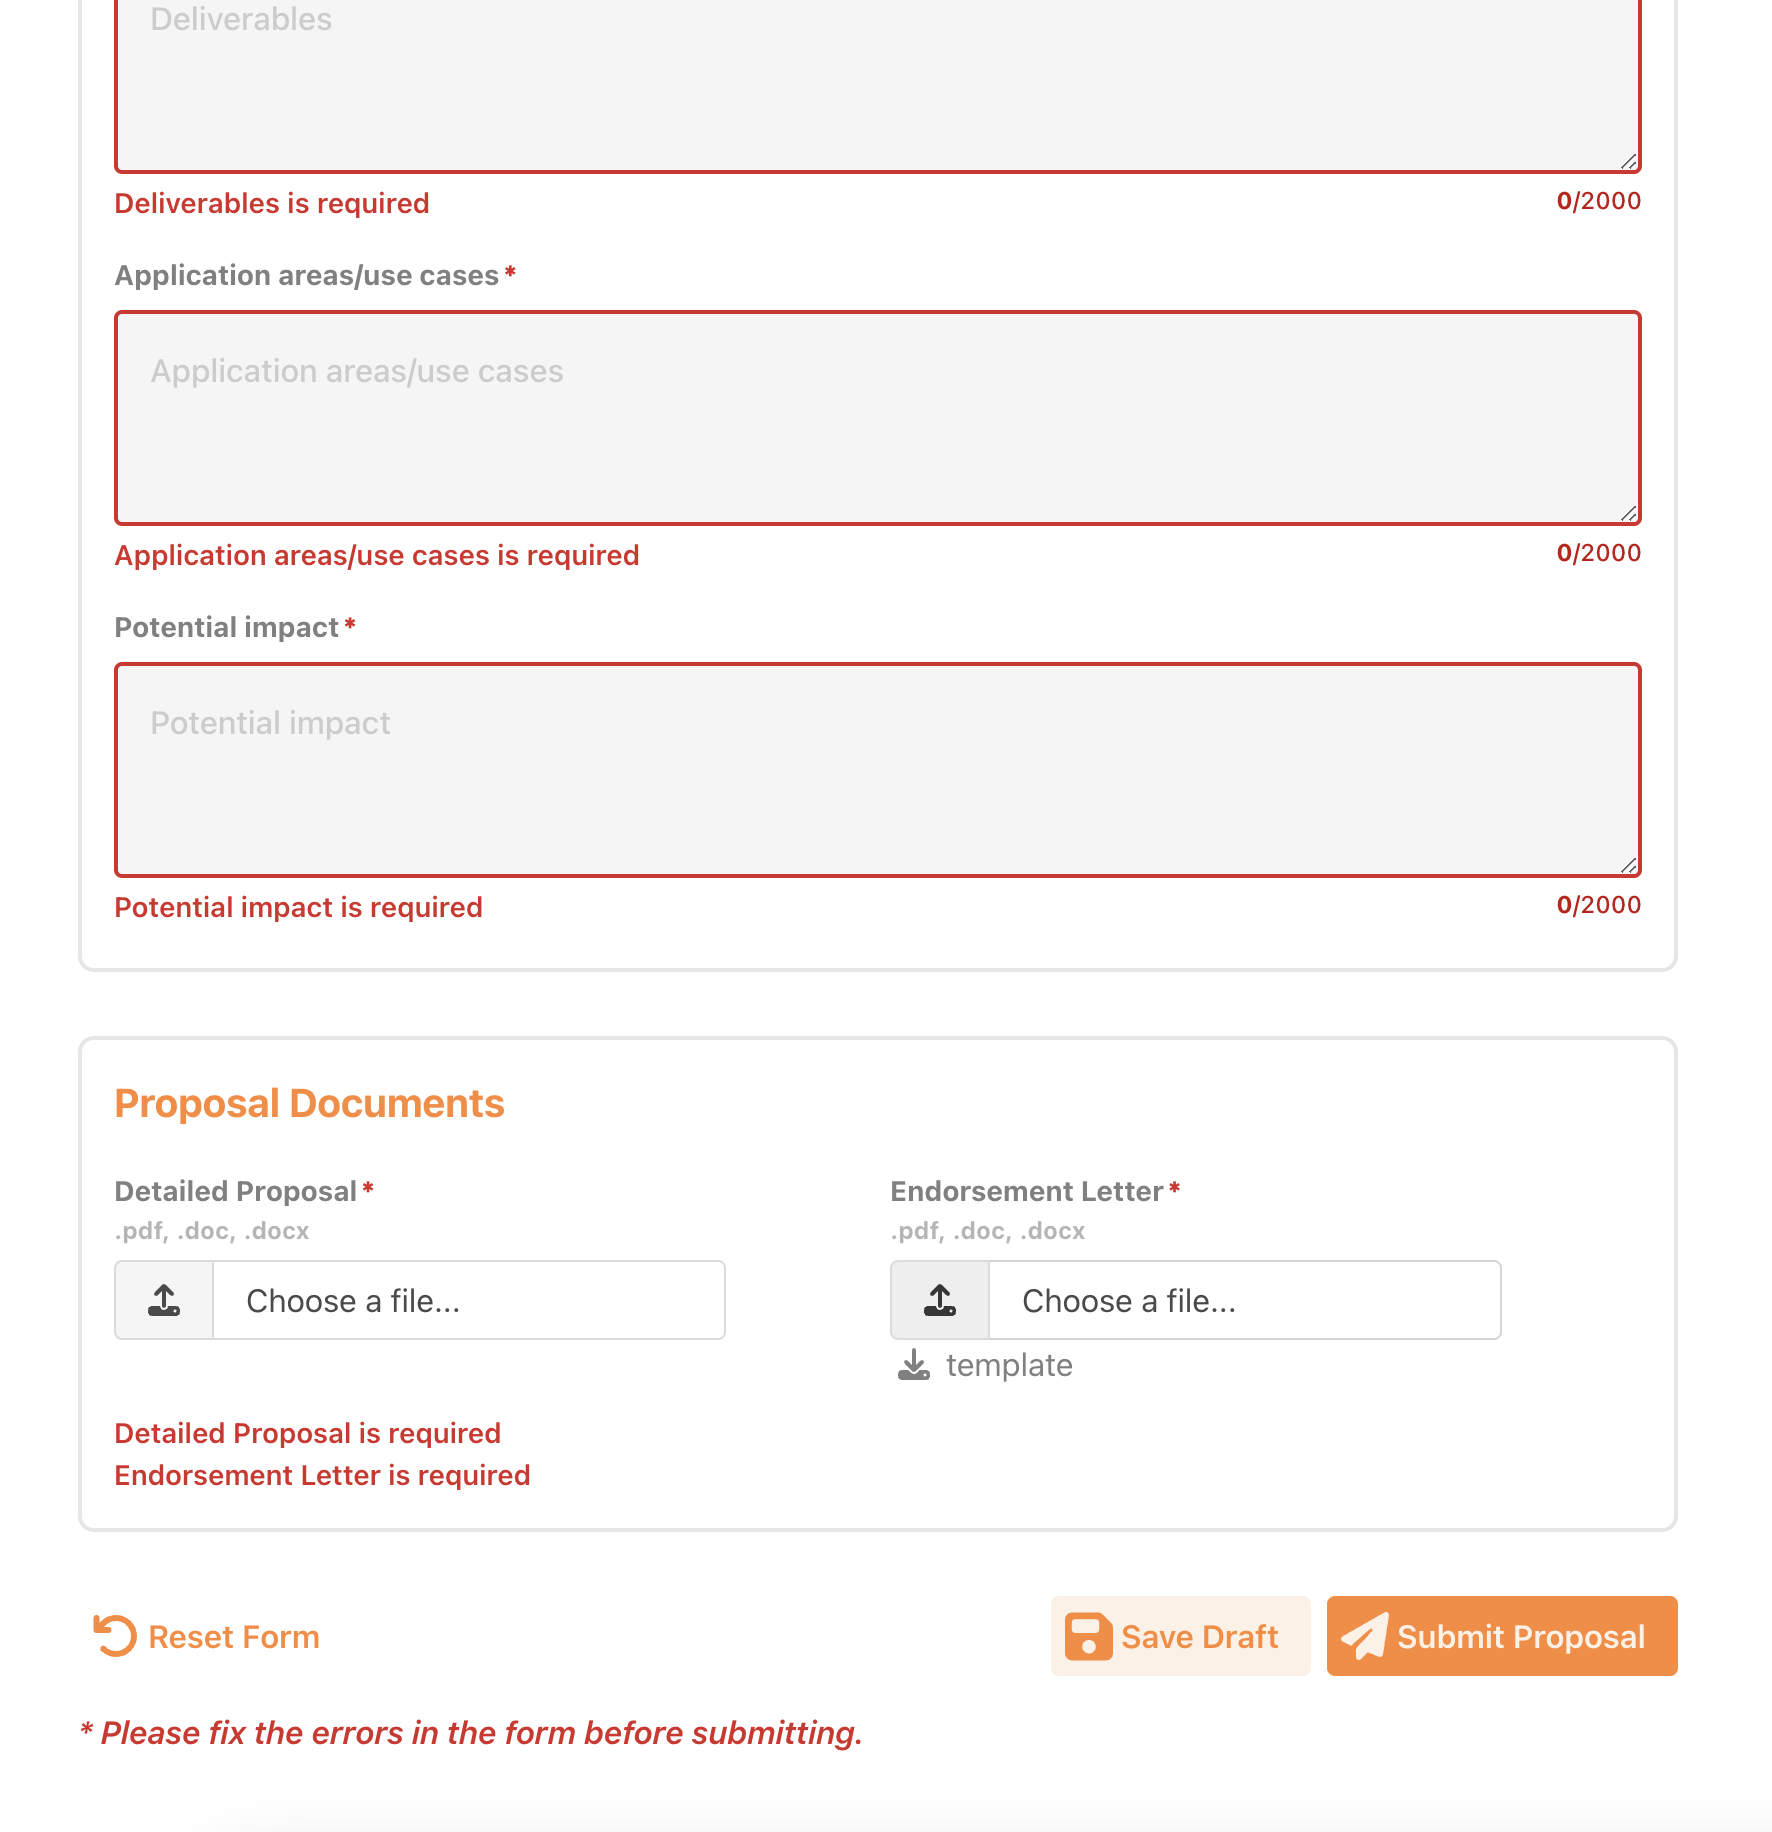 Deliverables
Deliverables is required
0/2000
Application areas/use cases*
Application areas/use cases
Application areas/use cases is required
0/2000
Potential impact*
Potential impact
Potential impact is required
0/2000
Proposal Documents
Detailed Proposal*
.pdf, .doc, .docx
Choose a file...
Endorsement Letter*
.pdf, .doc, .docx
Choose a file...
template
Detailed Proposal is required
Endorsement Letter is required
Reset Form
Save Draft
Submit Proposal
* Please fix the errors in the form before submitting.